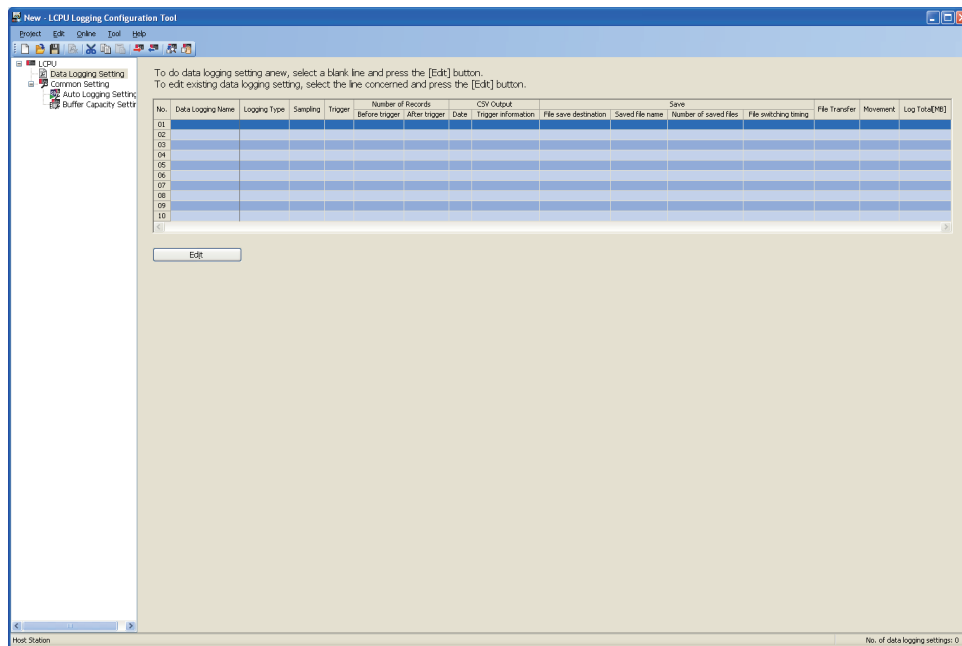 New - LCPU Logging Configuration Tool
Project Edit Online Tool Help
LCPU
Data Logging Setting
Common Setting
Auto Logging Setting
Buffer Capacity Settir
To do data logging setting anew, select a blank line and press the [Edit] button.
To edit existing data logging setting, select the line concerned and press the [Edit] button.
No. Data Logging Name Logging Type Sampling Trigger Number of Records CSV Output Save File Transfer Movement Log Total[MB]
Before trigger After trigger Date Trigger information File save destination Saved file name Number of saved files File switching timing
01
02
03
04
05
06
07
08
09
10
Edit
Host Station No. of data logging settings: 0